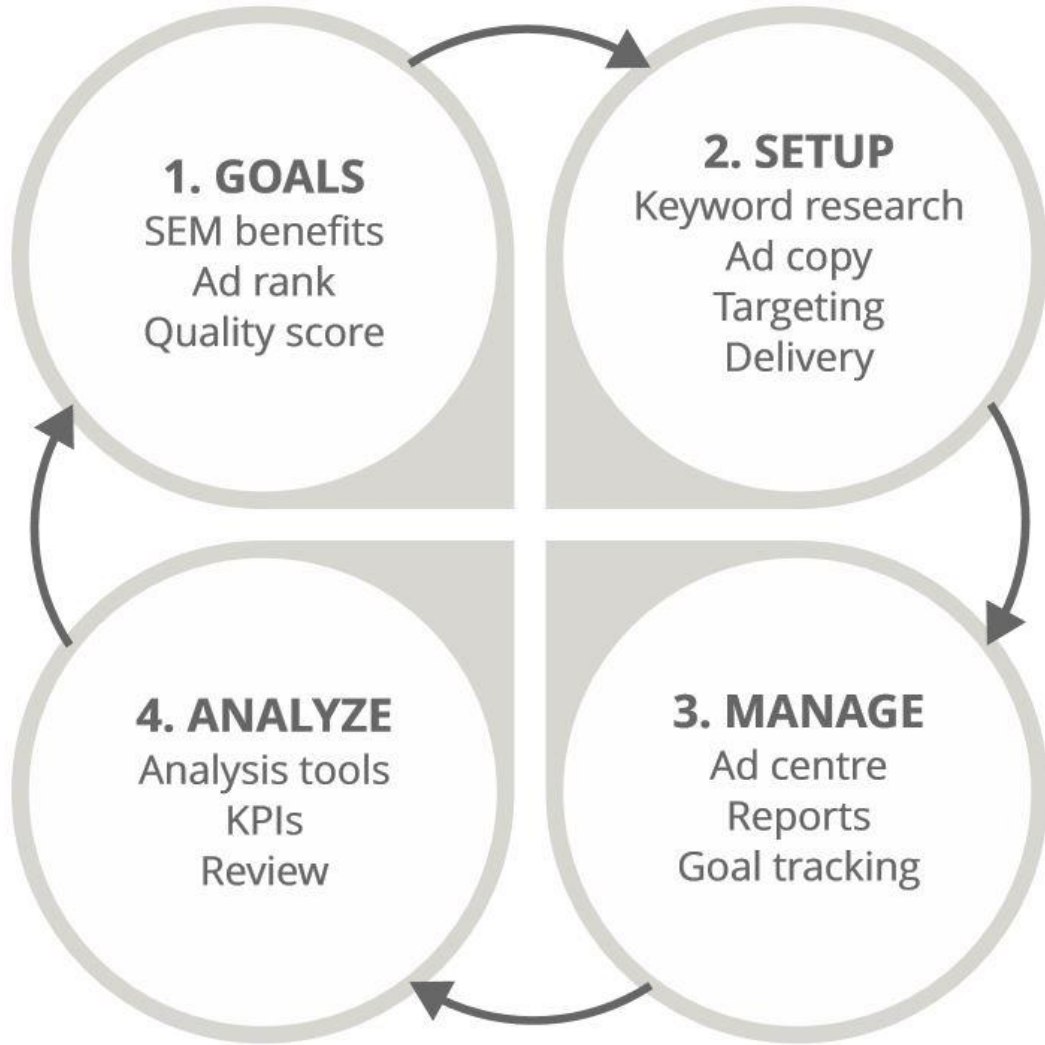 1. GOALS
SEM benefits
Ad rank
Quality score
2. SETUP
Keyword research
Ad copy
Targeting
Delivery
3. MANAGE
Ad centre
Reports
Goal tracking
4. ANALYZE
Analysis tools
KPIs
Review